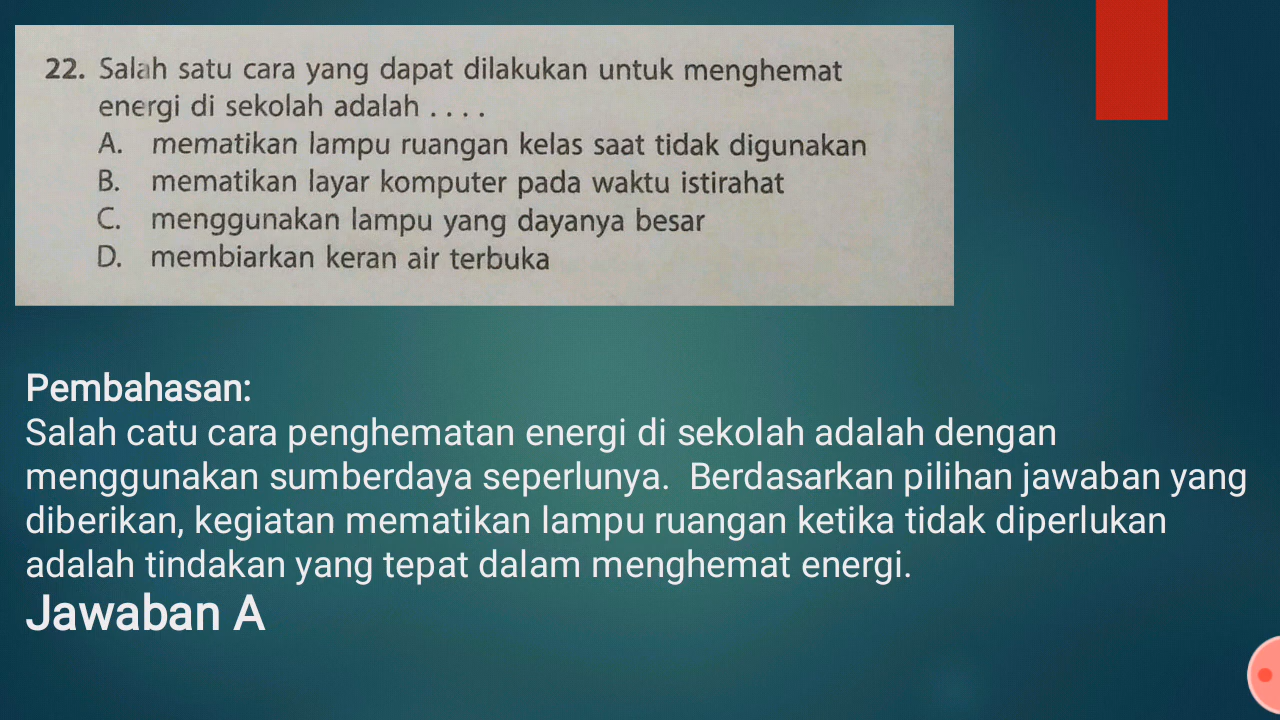 22. Salah satu cara yang dapat dilakukan untuk menghemat
energi di sekolah adalah . . . .
A. mematikan lampu ruangan kelas saat tidak digunakan
B. mematikan layar komputer pada waktu istirahat
C. menggunakan lampu yang dayanya besar
D. membiarkan keran air terbuka
Pembahasan:
Salah catu cara penghematan energi di sekolah adalah dengan
menggunakan sumberdaya seperlunya. Berdasarkan pilihan jawaban yang
diberikan, kegiatan mematikan lampu ruangan ketika tidak diperlukan
adalah tindakan yang tepat dalam menghemat energi.
Jawaban A